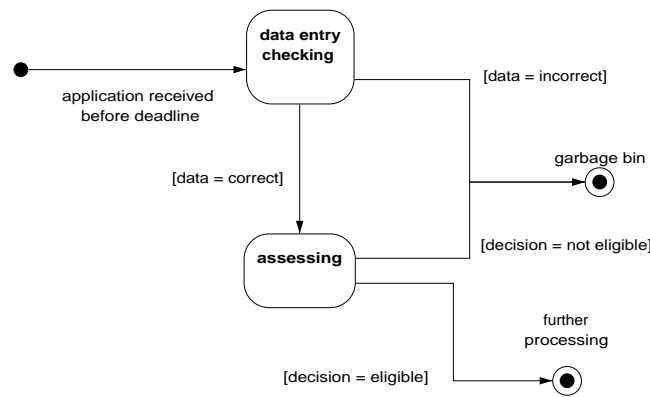 data entry
checking
[data = incorrect]
application received
before deadline
garbage bin
[data = correct]
[decision = not eligible]
assessing
further
processing
[decision = eligible]